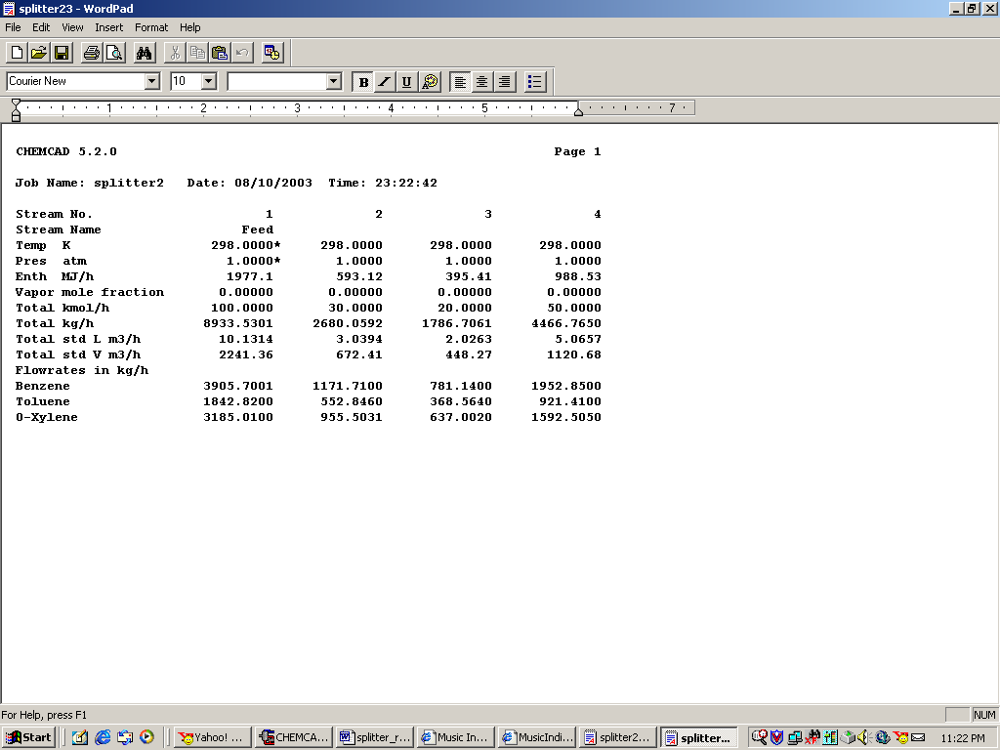 splitter23 - WordPad
File Edit View Insert Format Help
Courier New 10 B I U
1 2 3 4 5 7
CHEMCAD 5.2.0 Page 1
Job Name: splitter2 Date: 08/10/2003 Time: 23:22:42
Stream No. 1 2 3 4
Stream Name Feed
Temp K 298.0000* 298.0000 298.0000 298.0000
Pres atm 1.0000* 1.0000 1.0000 1.0000
Enth MJ/h 1977.1 593.12 395.41 988.53
Vapor mole fraction 0.00000 0.00000 0.00000 0.00000
Total kmol/h 100.0000 30.0000 20.0000 50.0000
Total kg/h 8933.5301 2680.0592 1786.7061 4466.7650
Total std L m3/h 10.1314 3.0394 2.0263 5.0657
Total std V m3/h 2241.36 672.41 448.27 1120.68
Flowrates in kg/h
Benzene 3905.7001 1171.7100 781.1400 1952.8500
Toluene 1842.8200 552.8460 368.5640 921.4100
O-Xylene 3185.0100 955.5031 637.0020 1592.5050
For Help, press F1 NUM
Start Yahoo! ... CHEMCA... splitter_r... Music In... MusicIndi... splitter2... splitter... 11:22 PM